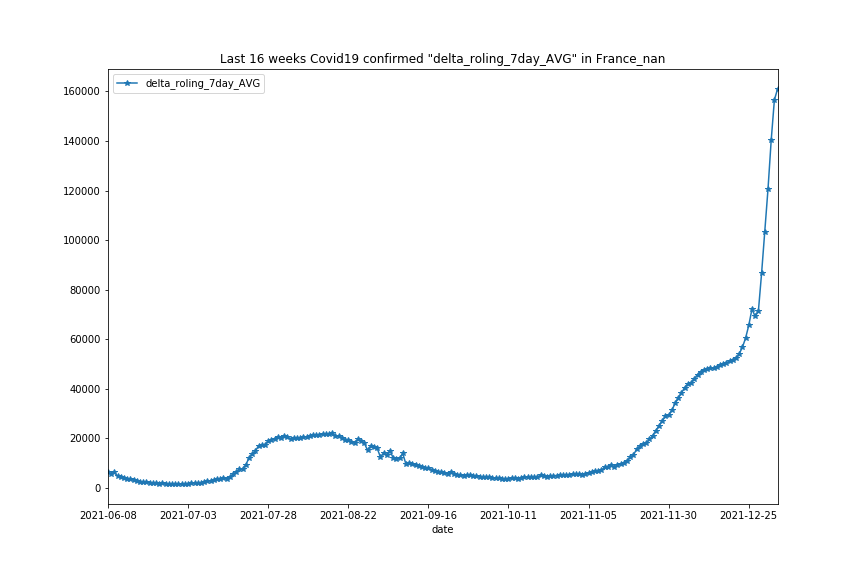 Last 16 weeks Covid19 confirmed "delta_roling_7day_AVG" in France_nan
delta_roling_7day_AVG
160000
140000
120000
100000
80000
60000
40000
20000
0
2021-06-08 2021-07-03 2021-07-28 2021-08-22 2021-09-16 2021-10-11 2021-11-05 2021-11-30 2021-12-25
date